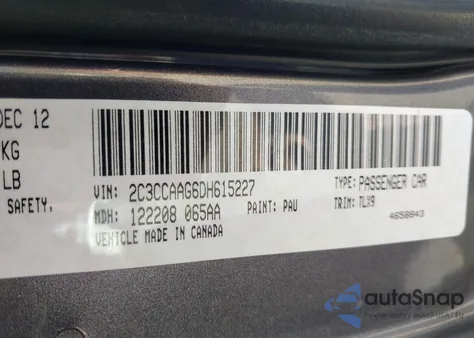 DEC 12
KG
LB
SAFETY,
VIN: 2C3CCAAG6DH615227
TYPE: PASSENGER CAR
MDH: 122208 065AA
PAINT: PAU
TRIM: TLX9
VEHICLE MADE IN CANADA
4658843
autoSnap